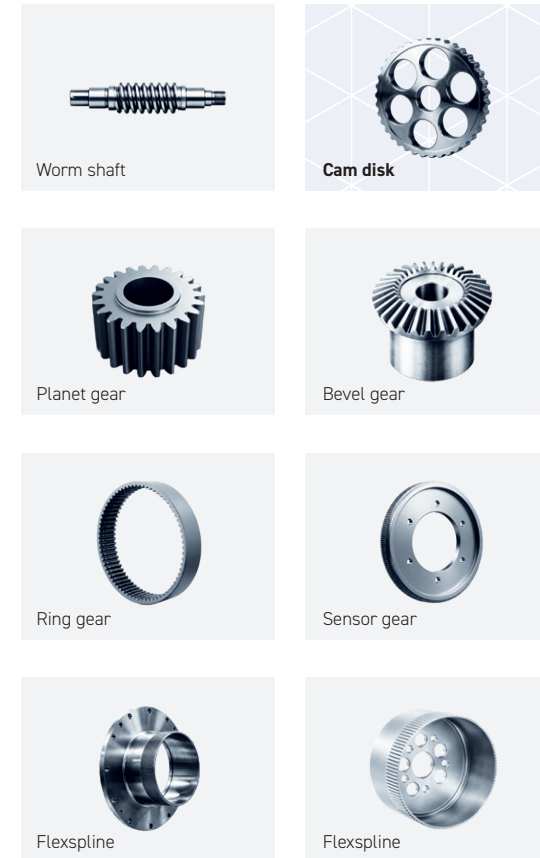 Worm shaft
Cam disk
Planet gear
Bevel gear
Ring gear
Sensor gear
Flexspline
Flexspline